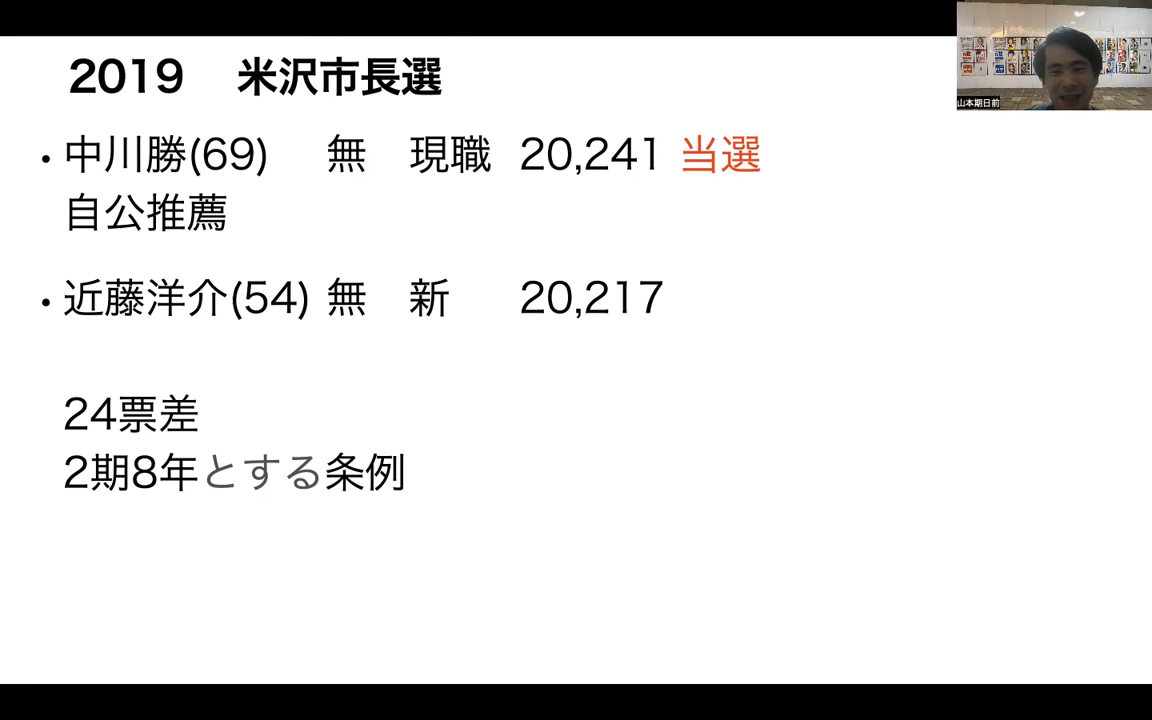 2019 米沢市長選
・中川勝(69) 無 現職 20,241 当選
自公推薦
・近藤洋介(54) 無 新 20,217
24票差
2期8年とする条例
山本期日前